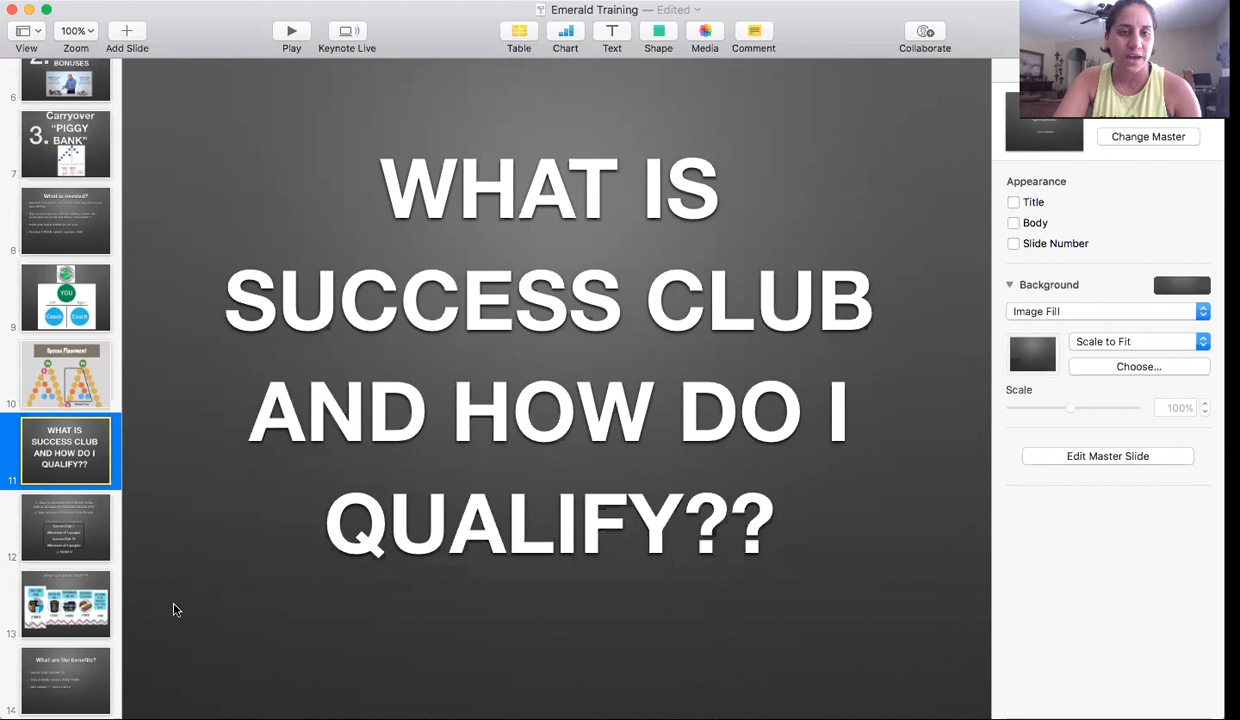 Emerald Training — Edited
100%
View
Zoom
Add Slide
Play
Keynote Live
Table
Chart
Text
Shape
Media
Comment
Collaborate
BONUSES
6
Carryover
"PIGGY
3.
BANK"
7
What is needed?
8
YOU
Coach
Coach
9
10
WHAT IS
SUCCESS CLUB
AND HOW DO I
QUALIFY??
11
12
13
What are the benefits?
14
WHAT IS
SUCCESS CLUB
AND HOW DO I
QUALIFY??
Change Master
Appearance
Title
Body
Slide Number
Background
Image Fill
Scale to Fit
Choose...
Scale
100%
Edit Master Slide